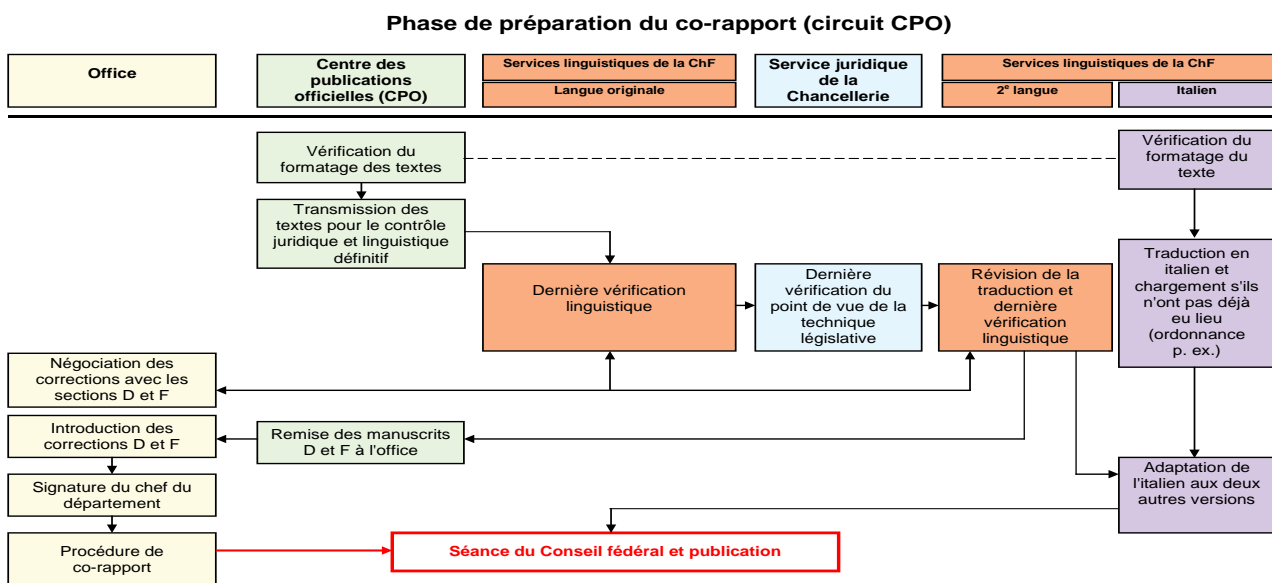 Phase de préparation du co-rapport (circuit CPO)
Office
Centre des
publications
officielles (CPO)
Services linguistiques de la ChF
Langue originale
Service juridique
de la
Chancellerie
Services linguistiques de la ChF
2e langue
Italien
Vérification du
formatage des textes
Vérification du
formatage du
texte
Transmission des
textes pour le contrôle
juridique et linguistique
définitif
Dernière vérification
linguistique
Dernière
vérification du
point de vue de la
technique
législative
Révision de la
traduction et
dernière
vérification
linguistique
Traduction en
italien et
chargement s'ils
n'ont pas déjà
eu lieu
(ordonnance
p. ex.)
Négociation des
corrections avec les
sections D et F
Introduction des
corrections D et F
Remise des manuscrits
D et F à l'office
Signature du chef du
département
Adaptation de
l'italien aux deux
autres versions
Procédure de
co-rapport
Séance du Conseil fédéral et publication